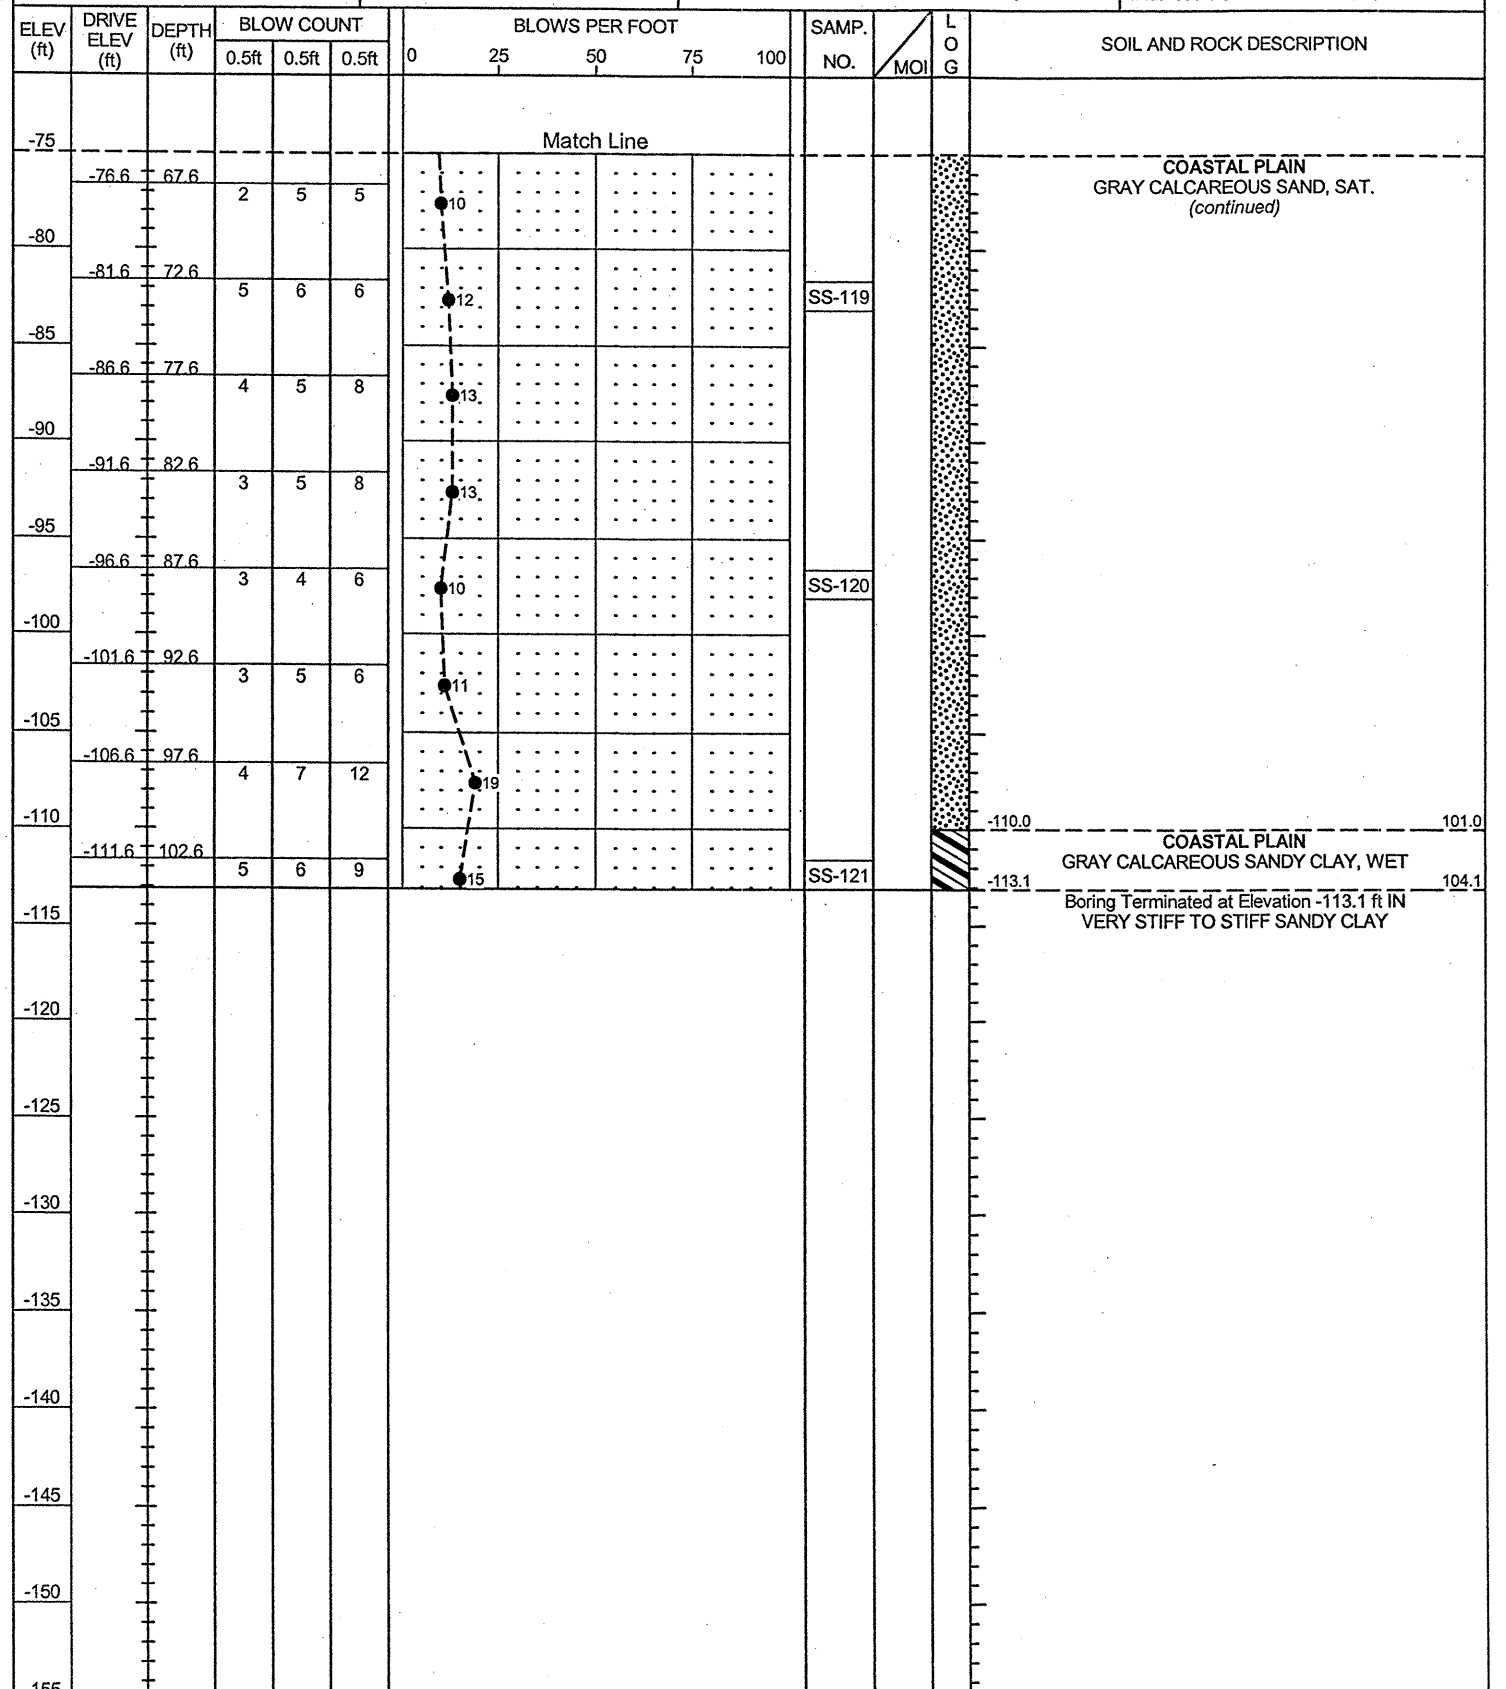 ELEV (ft) DRIVE ELEV (ft) DEPTH (ft) BLOW COUNT BLOWS PER FOOT SAMP. NO. MOI LOG SOIL AND ROCK DESCRIPTION
0.5ft 0.5ft 0.5ft 0 25 50 75 100
Match Line
-75
COASTAL PLAIN
-76.6 67.6
GRAY CALCAREOUS SAND, SAT.
2 5 5 10
(continued)
-80
-81.6 72.6
5 6 6 12 SS-119
-85
-86.6 77.6
4 5 8 13
-90
-91.6 82.6
3 5 8 13
-95
-96.6 87.6
3 4 6 10 SS-120
-100
-101.6 92.6
3 5 6 11
-105
-106.6 97.6
4 7 12 19
-110 -110.0 101.0
COASTAL PLAIN
-111.6 102.6 GRAY CALCAREOUS SANDY CLAY, WET
5 6 9 15 SS-121
-113.1 104.1
Boring Terminated at Elevation -113.1 ft IN
-115
VERY STIFF TO STIFF SANDY CLAY
-120
-125
-130
-135
-140
-145
-150